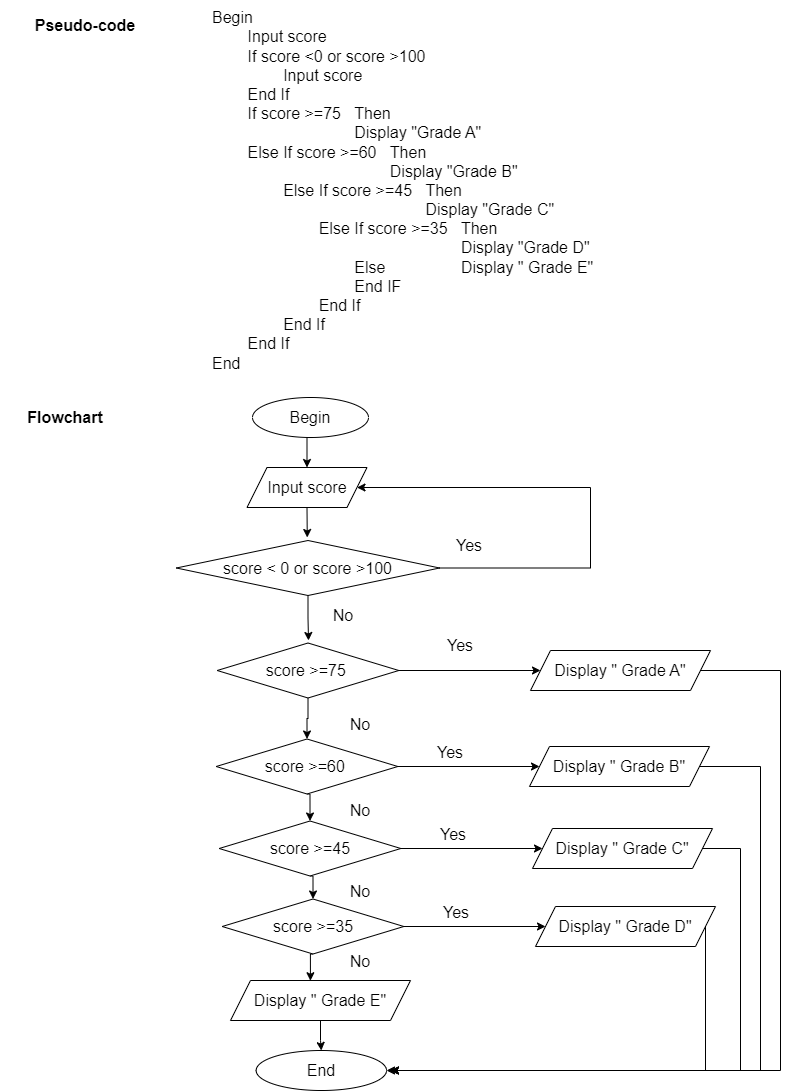 Pseudo-code
Begin
Input score
If score <0 or score >100
Input score
End If
If score >=75 Then
Display "Grade A"
Else If score >=60 Then
Display "Grade B"
Else If score >=45 Then
Display "Grade C"
Else If score >=35 Then
Display "Grade D"
Else Display " Grade E"
End IF
End If
End If
End If
End
Flowchart
Begin
Input score
Yes
score < 0 or score >100
No
Yes
score >=75 Display " Grade A"
No
Yes
score >=60 Display " Grade B"
No
Yes
score >=45 Display " Grade C"
No
Yes
score >=35 Display " Grade D"
No
Display " Grade E"
End